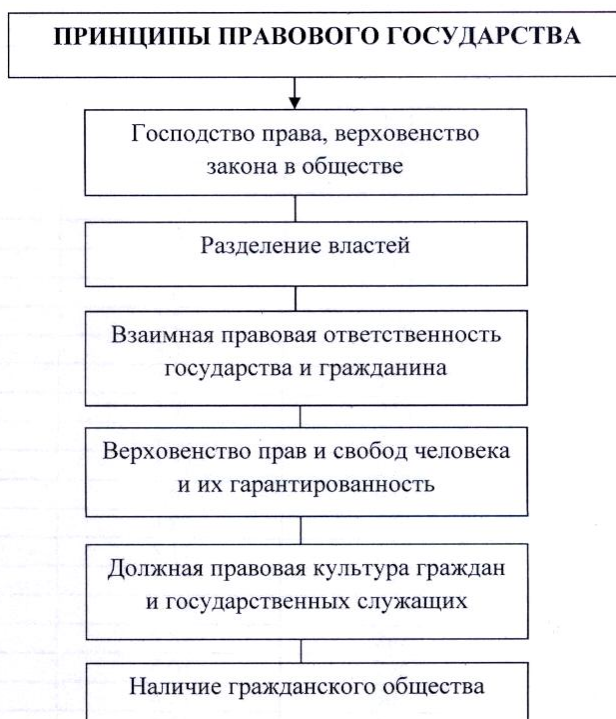 ПРИНЦИПЫ ПРАВОВОГО ГОСУДАРСТВА
Господство права, верховенство
закона в обществе
Разделение властей
Взаимная правовая ответственность
государства и гражданина
Верховенство прав и свобод человека
и их гарантированность
Должная правовая культура граждан
и государственных служащих
Наличие гражданского общества